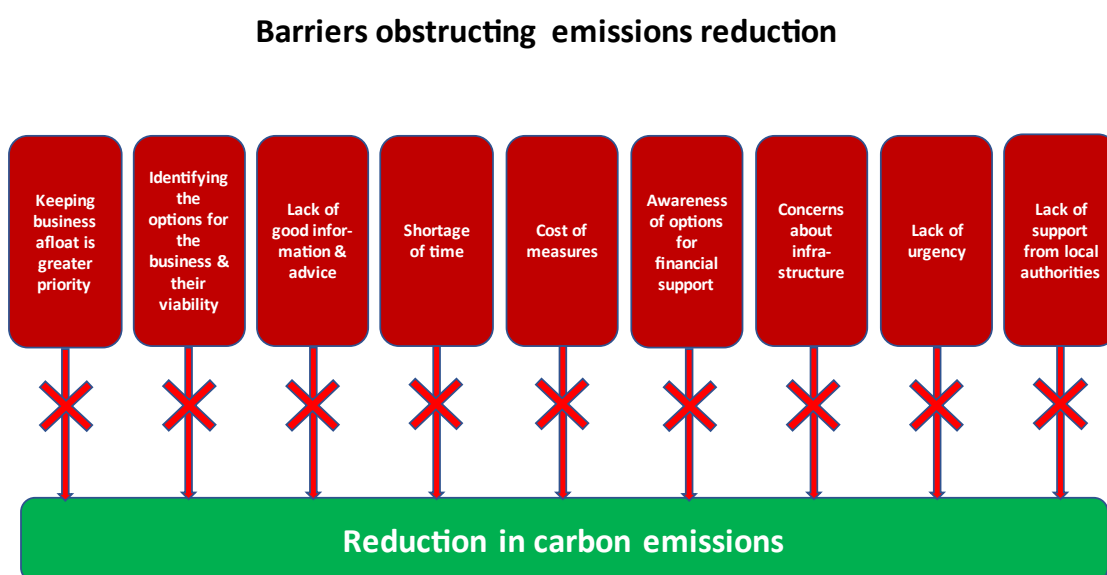 Barriers obstructing emissions reduction
Keeping
business
afloat is
greater
priority
Identifying
the
options for
the
business &
their
viability
Lack of
good infor-
mation &
advice
Shortage
of time
Cost of
measures
Awareness
of options
for
financial
support
Concerns
about
infra-
structure
Lack of
urgency
Lack of
support
from local
authorities
Reduction in carbon emissions